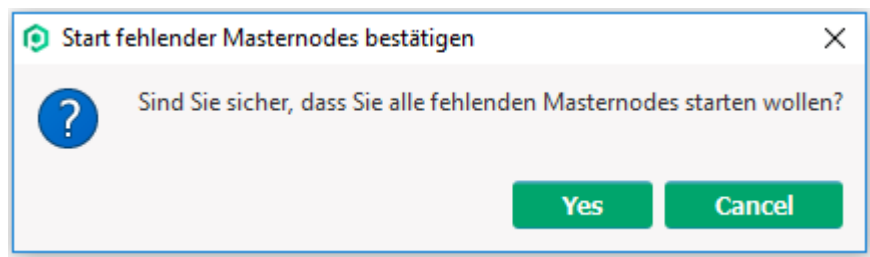 Start fehlender Masternodes bestätigen
Sind Sie sicher, dass Sie alle fehlenden Masternodes starten wollen?
Yes Cancel